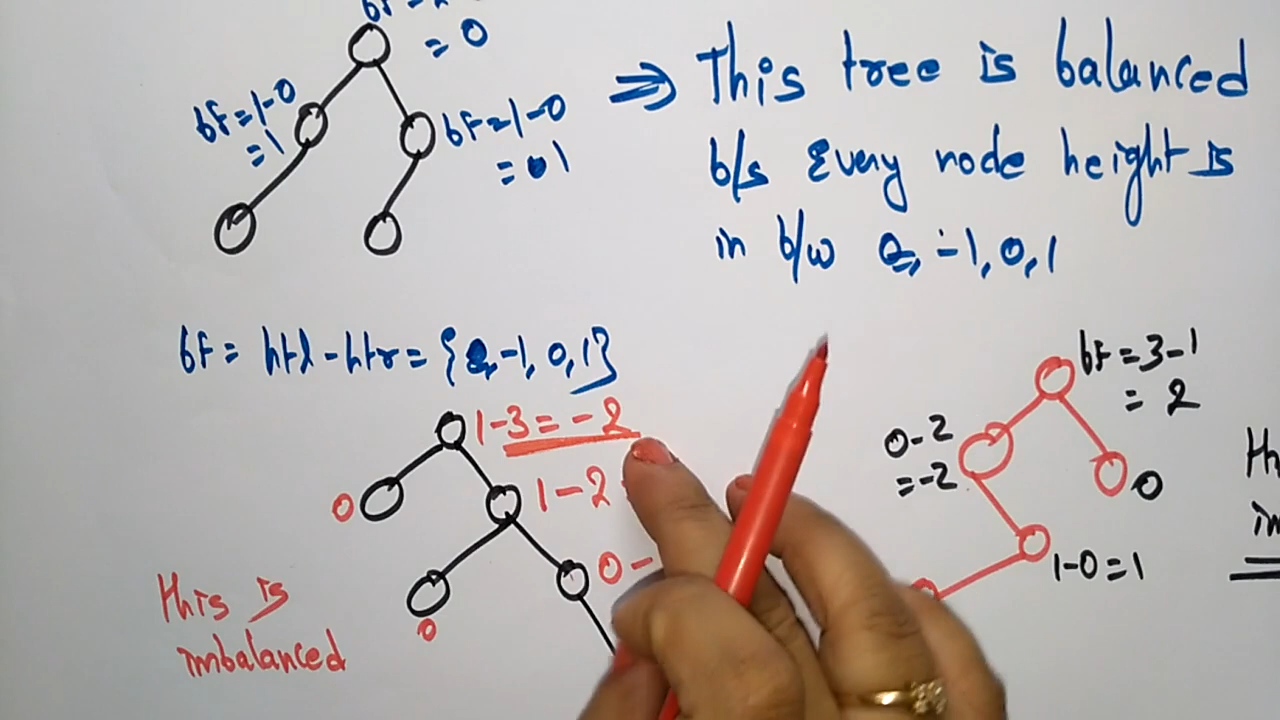 = 0
bf=1-0
=1
bf=1-0
= 1
⇒ This tree is balanced
b/s Every node height is
in b/w -1, 0, 1
bf = htl - htr = { -1, 0, 1}
1-3 = -2
0
1-2
0
0-
This is
imbalanced
bf = 3-1
= 2
0-2
= -2
0
1-0=1